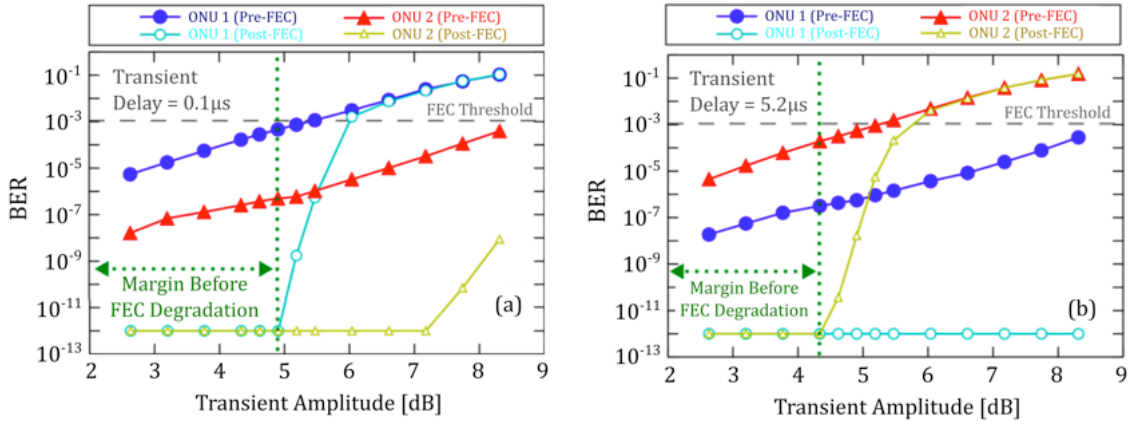 ONU 1 (Pre-FEC) ONU 2 (Pre-FEC)
ONU 1 (Post-FEC) ONU 2 (Post-FEC)
Transient
Delay = 0.1μs
FEC Threshold
Margin Before
FEC Degradation
(a)
BER
10⁻¹
10⁻³
10⁻⁵
10⁻⁷
10⁻⁹
10⁻¹¹
10⁻¹³
2 3 4 5 6 7 8 9
Transient Amplitude [dB]
ONU 1 (Pre-FEC) ONU 2 (Pre-FEC)
ONU 1 (Post-FEC) ONU 2 (Post-FEC)
Transient
Delay = 5.2μs
FEC Threshold
Margin Before
FEC Degradation
(b)
BER
10⁻¹
10⁻³
10⁻⁵
10⁻⁷
10⁻⁹
10⁻¹¹
10⁻¹³
2 3 4 5 6 7 8 9
Transient Amplitude [dB]